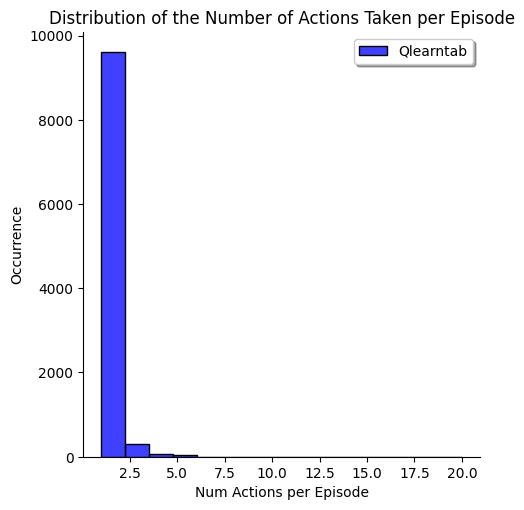 Distribution of the Number of Actions Taken per Episode
Qlearntab
10000
8000
6000
4000
2000
0
Occurrence
2.5 5.0 7.5 10.0 12.5 15.0 17.5 20.0
Num Actions per Episode